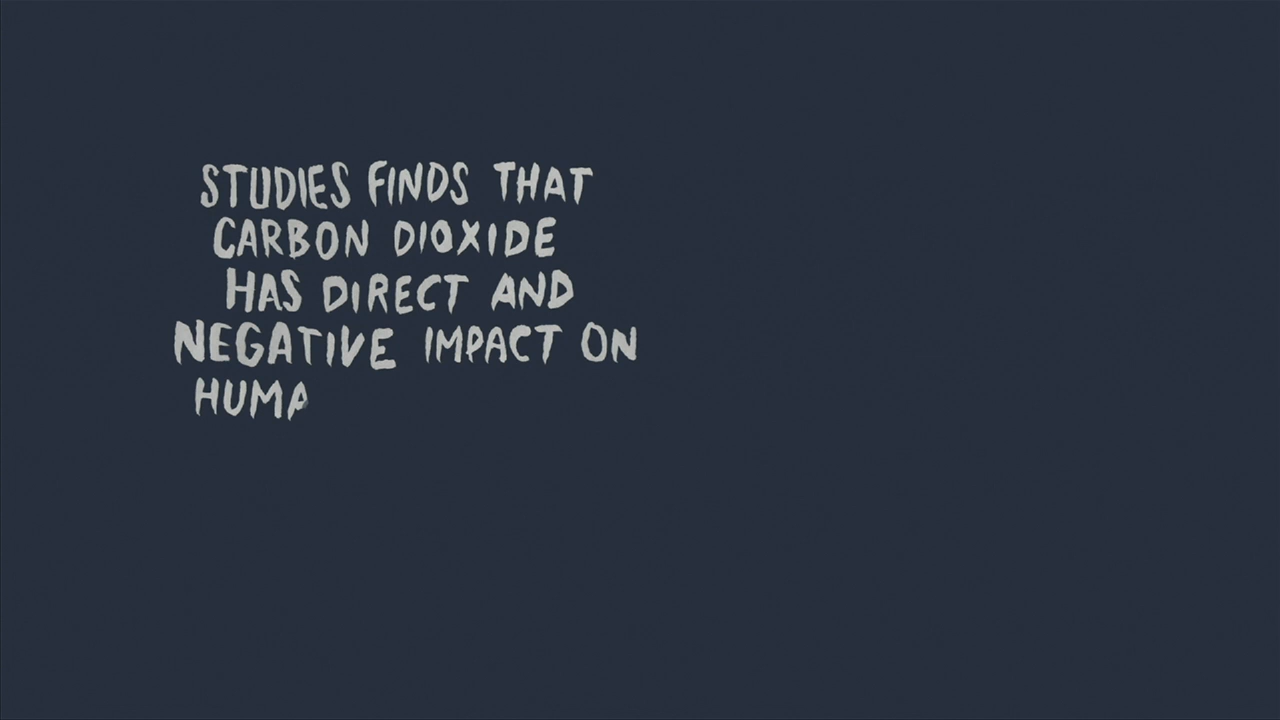 STUDIES FINDS THAT
CARBON DIOXIDE
HAS DIRECT AND
NEGATIVE IMPACT ON
HUMA